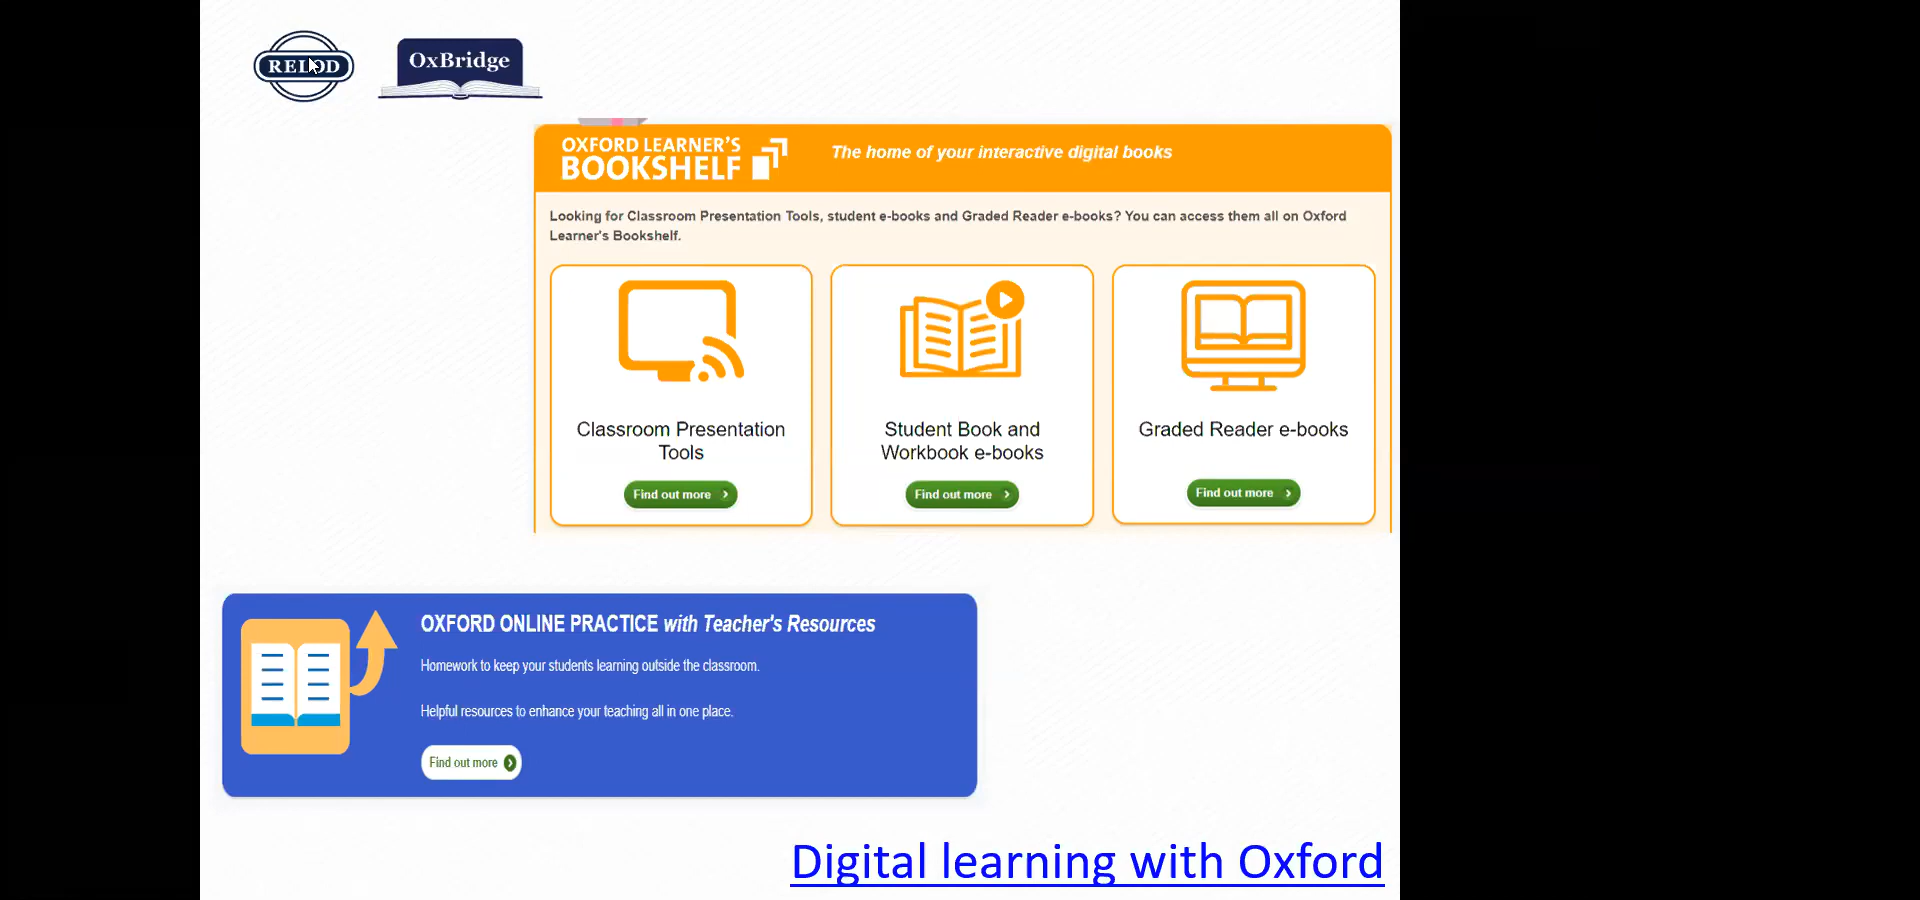 RELOD
OxBridge
OXFORD LEARNER'S
BOOKSHELF
The home of your interactive digital books
Looking for Classroom Presentation Tools, student e-books and Graded Reader e-books? You can access them all on Oxford
Learner's Bookshelf.
Classroom Presentation
Tools
Find out more
Student Book and
Workbook e-books
Find out more
Graded Reader e-books
Find out more
OXFORD ONLINE PRACTICE with Teacher's Resources
Homework to keep your students learning outside the classroom.
Helpful resources to enhance your teaching all in one place.
Find out more
Digital learning with Oxford